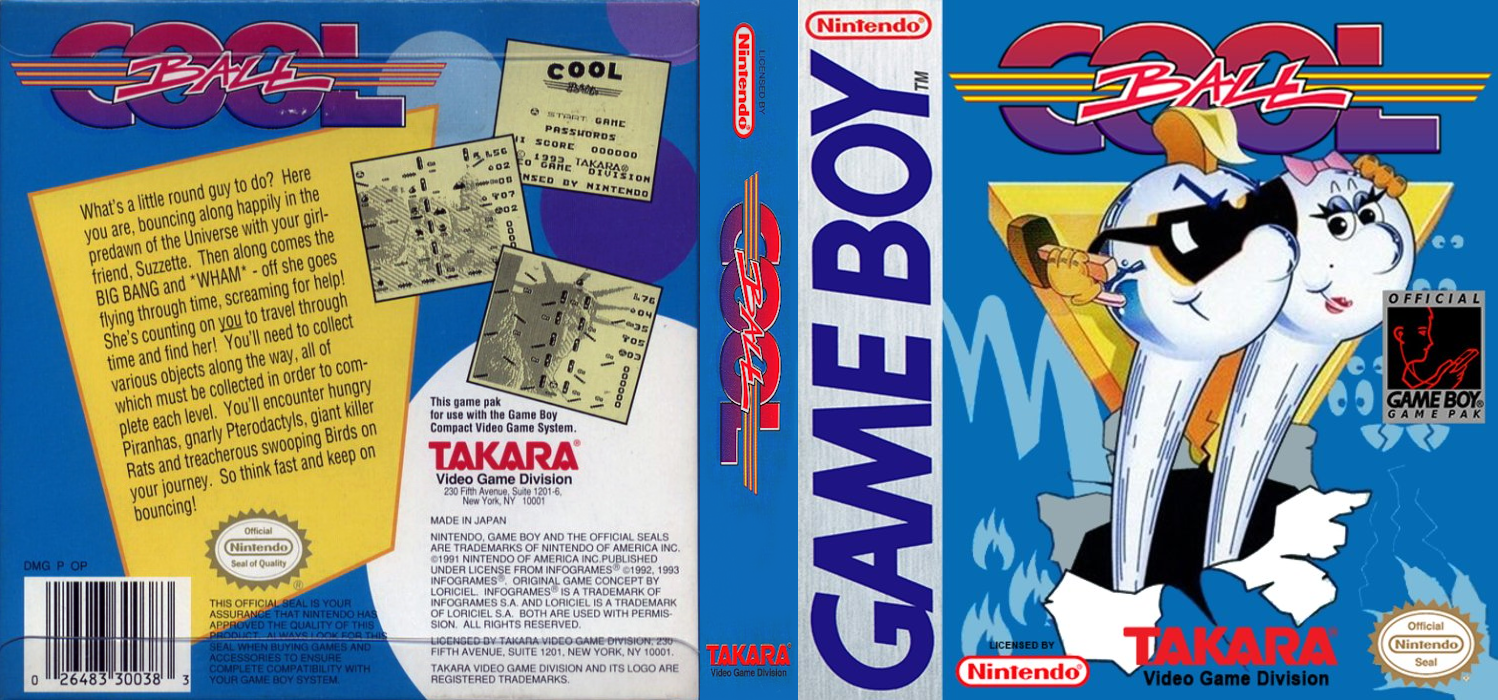 COOL
BALL
What's a little round guy to do? Here
you are, bouncing along happily in the
predawn of the Universe with your girl-
friend, Suzzette. Then along comes the
BIG BANG and *WHAM* - off she goes
flying through time, screaming for help!
She's counting on you to travel through
time and find her! You'll need to collect
various objects along the way, all of
which must be collected in order to com-
plete each level. You'll encounter hungry
Piranhas, gnarly Pterodactyls, giant killer
Rats and treacherous swooping Birds on
your journey. So think fast and keep on
bouncing!
COOL
BALL
START GAME
PASSWORDS
HI SCORE 000000
© 1993 TAKARA®
GAME DIVISION
NSED BY NINTENDO
This game pak
for use with the Game Boy
Compact Video Game System.
TAKARA®
Video Game Division
230 Fifth Avenue, Suite 1201-6,
New York, NY 10001
MADE IN JAPAN
NINTENDO, GAME BOY AND THE OFFICIAL SEALS
ARE TRADEMARKS OF NINTENDO OF AMERICA INC.
©1991 NINTENDO OF AMERICA INC.PUBLISHED
UNDER LICENSE FROM INFOGRAMES® ©1992, 1993
INFOGRAMES®. ORIGINAL GAME CONCEPT BY
LORICIEL. INFOGRAMES® IS A TRADEMARK OF
INFOGRAMES S.A. AND LORICIEL IS A TRADEMARK
OF LORICIEL S.A. BOTH ARE USED WITH PERMIS-
SION. ALL RIGHTS RESERVED.
LICENSED BY TAKARA VIDEO GAME DIVISION, 230
FIFTH AVENUE, SUITE 1201, NEW YORK, NY. 10001.
TAKARA VIDEO GAME DIVISION AND ITS LOGO ARE
REGISTERED TRADEMARKS.
Official
Nintendo
Seal of Quality
®
DMG P OP
0 26483 30038 3
THIS OFFICIAL SEAL IS YOUR
ASSURANCE THAT NINTENDO HAS
APPROVED THE QUALITY OF THIS
PRODUCT. ALWAYS LOOK FOR THIS
SEAL WHEN BUYING GAMES AND
ACCESSORIES TO ENSURE
COMPLETE COMPATIBILITY WITH
YOUR GAME BOY SYSTEM.
LICENSED BY
Nintendo®
COOL
BALL
TAKARA®
Video Game Division
Nintendo®
GAME BOY
TM
COOL
BALL
OFFICIAL
GAME BOY®
GAME PAK
LICENSED BY
Nintendo®
TAKARA®
Video Game Division
Official
Nintendo
Seal